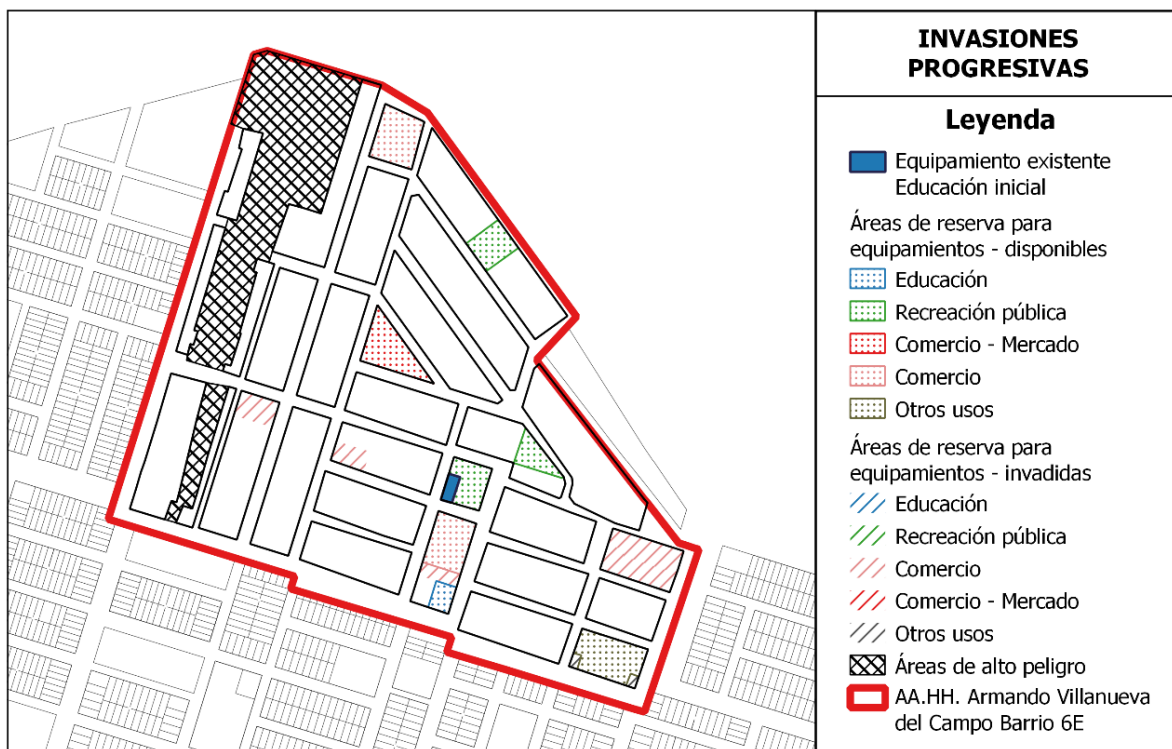 INVASIONES
PROGRESIVAS
Leyenda
Equipamiento existente
Educación inicial
Áreas de reserva para
equipamientos - disponibles
Educación
Recreación pública
Comercio - Mercado
Comercio
Otros usos
Áreas de reserva para
equipamientos - invadidas
Educación
Recreación pública
Comercio
Comercio - Mercado
Otros usos
Áreas de alto peligro
AA.HH. Armando Villanueva
del Campo Barrio 6E